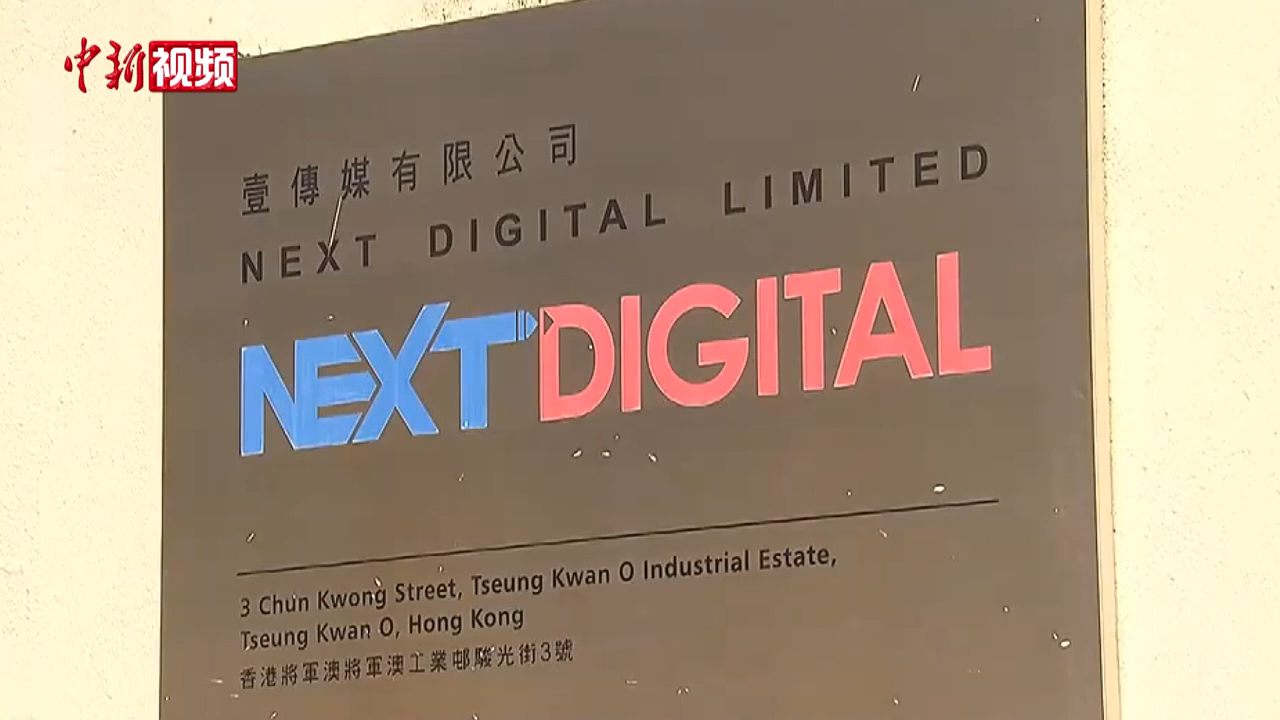 中新视频
壹傳媒有限公司
NEXT DIGITAL LIMITED
NEXT DIGITAL
3 Chun Kwong Street, Tseung Kwan O Industrial Estate,
Tseung Kwan O, Hong Kong
香港將軍澳將軍澳工業邨駿光街3號